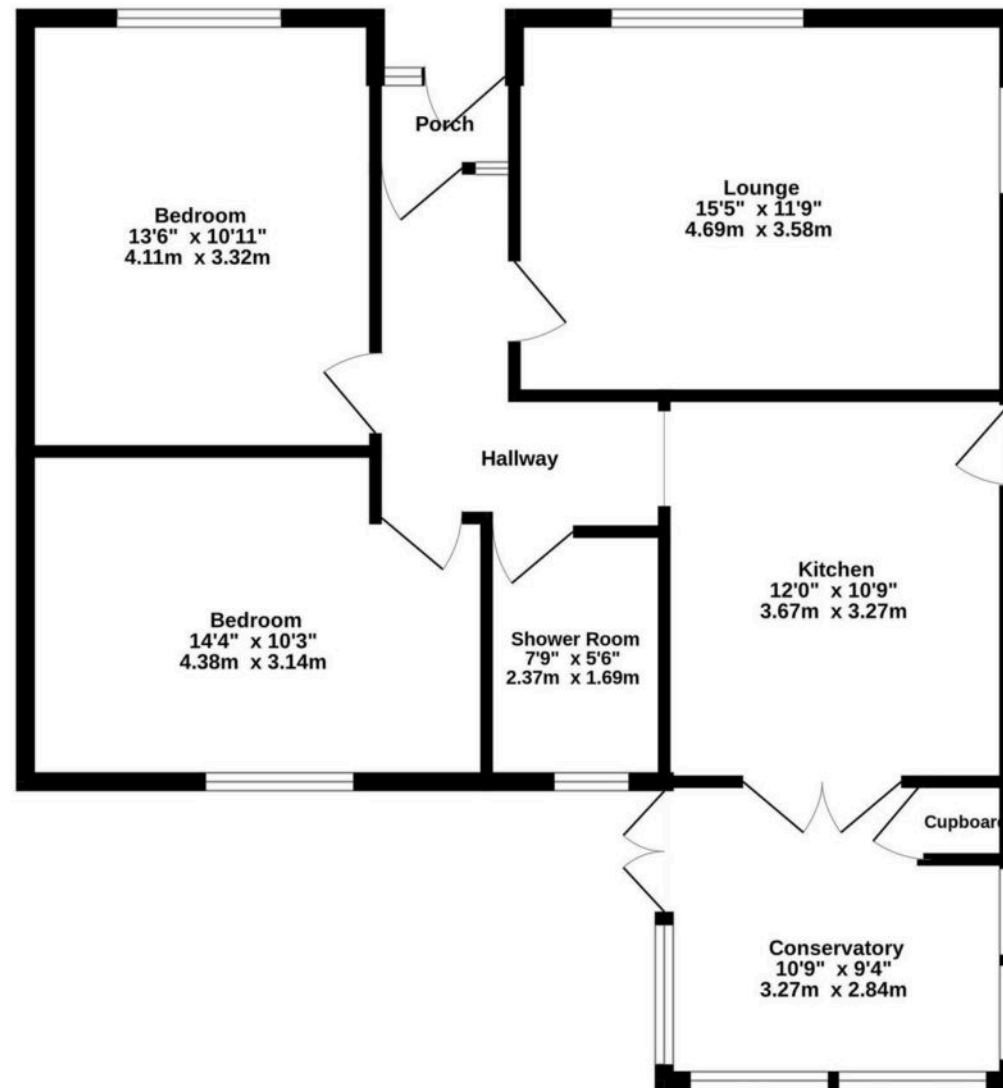 Porch
Lounge
15'5" x 11'9"
4.69m x 3.58m
Bedroom
13'6" x 10'11"
4.11m x 3.32m
Hallway
Kitchen
12'0" x 10'9"
3.67m x 3.27m
Bedroom
14'4" x 10'3"
4.38m x 3.14m
Shower Room
7'9" x 5'6"
2.37m x 1.69m
Cupboard
Conservatory
10'9" x 9'4"
3.27m x 2.84m